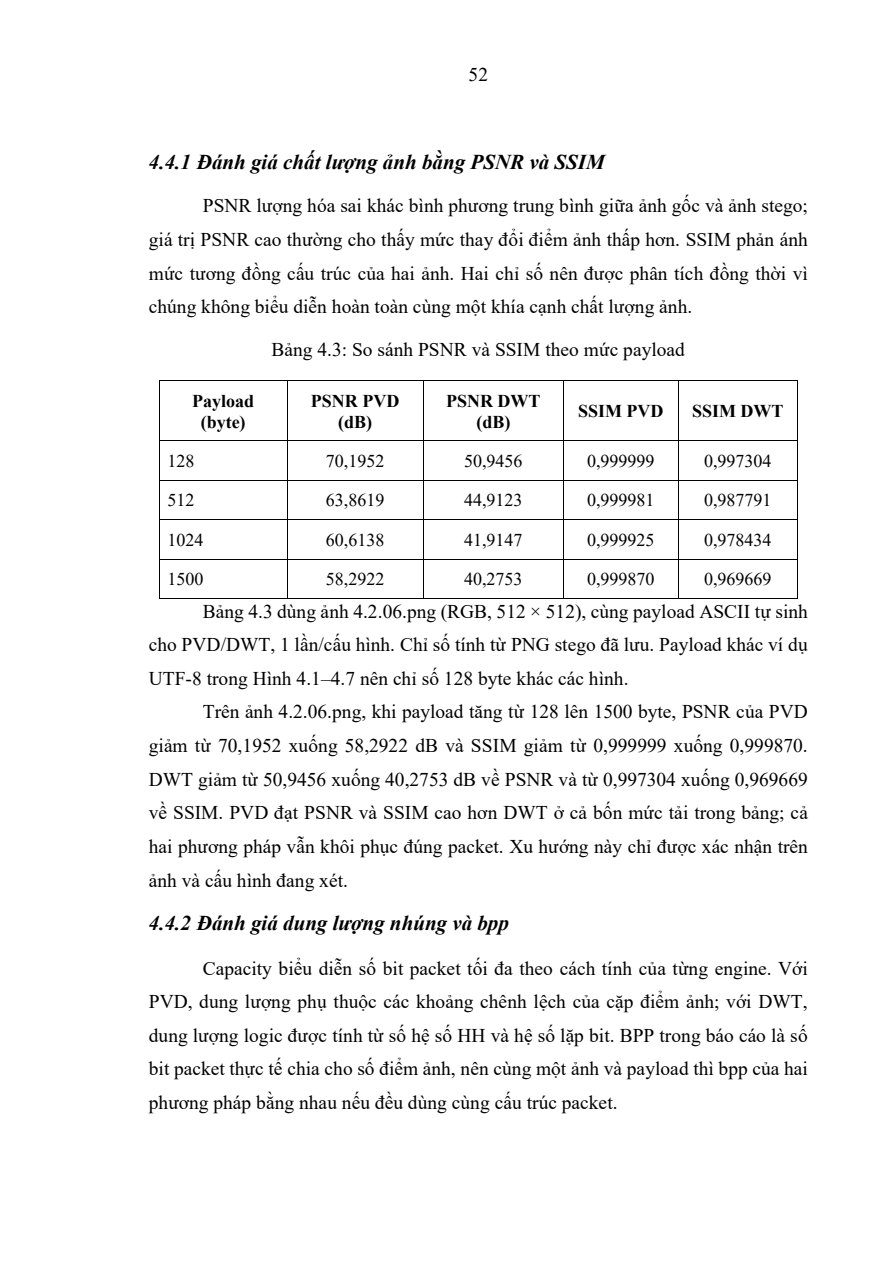 52
4.4.1 Đánh giá chất lượng ảnh bằng PSNR và SSIM
PSNR lượng hóa sai khác bình phương trung bình giữa ảnh gốc và ảnh stego;
giá trị PSNR cao thường cho thấy mức thay đổi điểm ảnh thấp hơn. SSIM phản ánh
mức tương đồng cấu trúc của hai ảnh. Hai chỉ số nên được phân tích đồng thời vì
chúng không biểu diễn hoàn toàn cùng một khía cạnh chất lượng ảnh.
Bảng 4.3: So sánh PSNR và SSIM theo mức payload
Payload (byte) PSNR PVD (dB) PSNR DWT (dB) SSIM PVD SSIM DWT
128 70,1952 50,9456 0,999999 0,997304
512 63,8619 44,9123 0,999981 0,987791
1024 60,6138 41,9147 0,999925 0,978434
1500 58,2922 40,2753 0,999870 0,969669
Bảng 4.3 dùng ảnh 4.2.06.png (RGB, 512 × 512), cùng payload ASCII tự sinh
cho PVD/DWT, 1 lần/cấu hình. Chỉ số tính từ PNG stego đã lưu. Payload khác ví dụ
UTF-8 trong Hình 4.1–4.7 nên chỉ số 128 byte khác các hình.
Trên ảnh 4.2.06.png, khi payload tăng từ 128 lên 1500 byte, PSNR của PVD
giảm từ 70,1952 xuống 58,2922 dB và SSIM giảm từ 0,999999 xuống 0,999870.
DWT giảm từ 50,9456 xuống 40,2753 dB về PSNR và từ 0,997304 xuống 0,969669
về SSIM. PVD đạt PSNR và SSIM cao hơn DWT ở cả bốn mức tải trong bảng; cả
hai phương pháp vẫn khôi phục đúng packet. Xu hướng này chỉ được xác nhận trên
ảnh và cấu hình đang xét.
4.4.2 Đánh giá dung lượng nhúng và bpp
Capacity biểu diễn số bit packet tối đa theo cách tính của từng engine. Với
PVD, dung lượng phụ thuộc các khoảng chênh lệch của cặp điểm ảnh; với DWT,
dung lượng logic được tính từ số hệ số HH và hệ số lặp bit. BPP trong báo cáo là số
bit packet thực tế chia cho số điểm ảnh, nên cùng một ảnh và payload thì bpp của hai
phương pháp bằng nhau nếu đều dùng cùng cấu trúc packet.